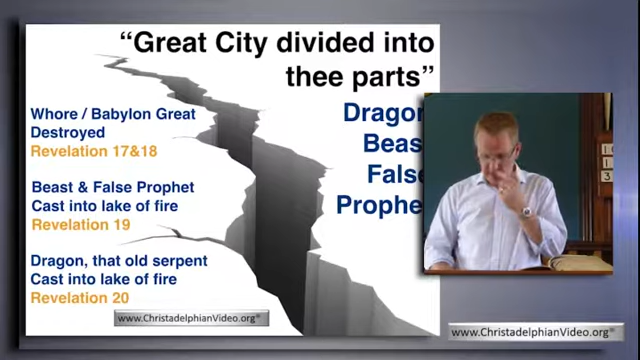 “Great City divided into
thee parts”
Whore / Babylon Great
Destroyed
Revelation 17&18
Beast & False Prophet
Cast into lake of fire
Revelation 19
Dragon, that old serpent
Cast into lake of fire
Revelation 20
Dragon
Beas
False
Prophe
www.ChristadelphianVideo.org®
www.ChristadelphianVideo.org®